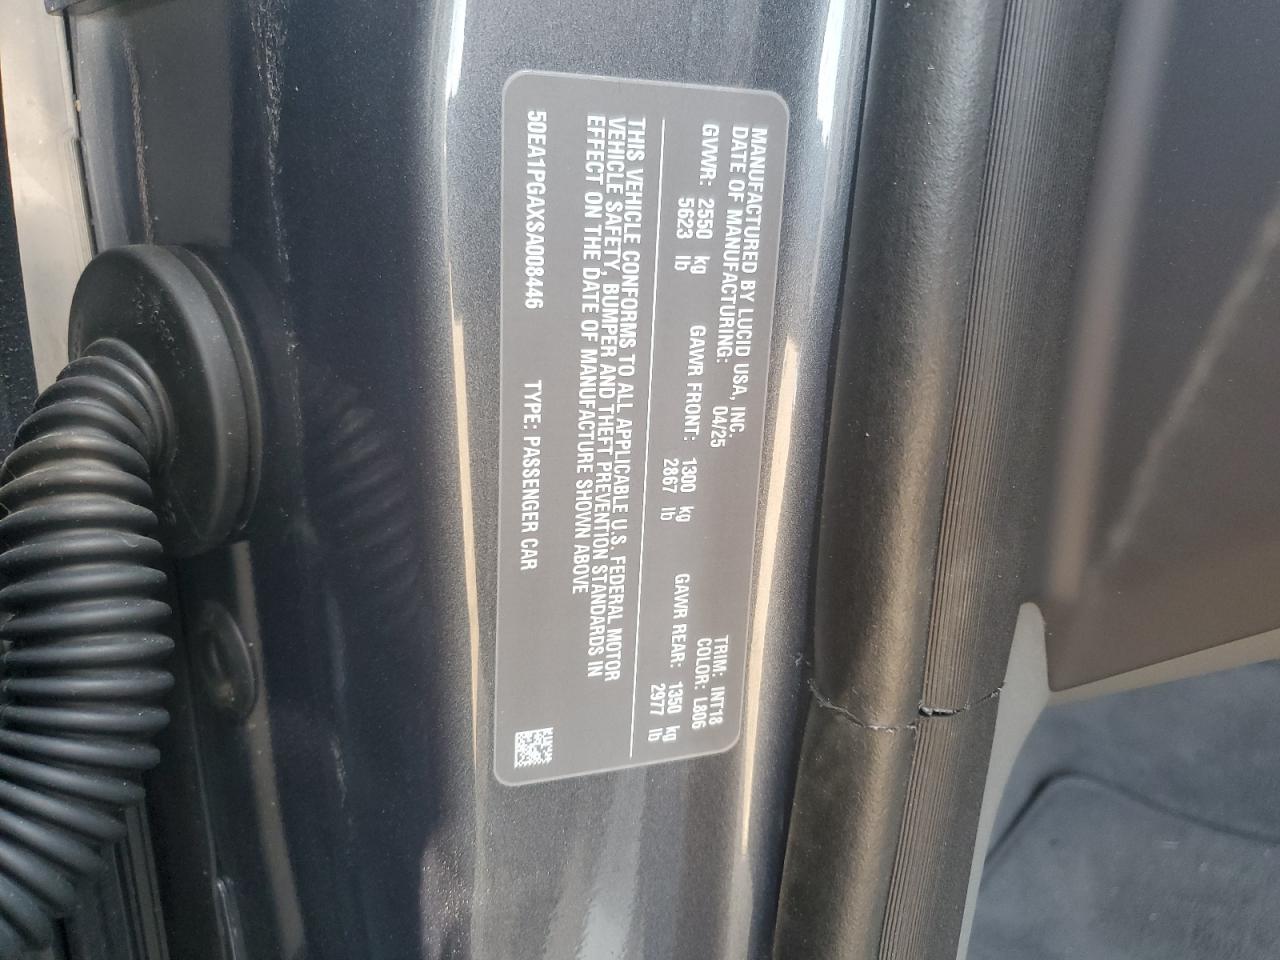 MANUFACTURED BY LUCID USA, INC.
DATE OF MANUFACTURING: 04/25 TRIM: INT18
COLOR: L806
GVWR: 2550 kg GAWR FRONT: 1300 kg GAWR REAR: 1350 kg
5623 lb 2867 lb 2977 lb
THIS VEHICLE CONFORMS TO ALL APPLICABLE U.S. FEDERAL MOTOR
VEHICLE SAFETY, BUMPER AND THEFT PREVENTION STANDARDS IN
EFFECT ON THE DATE OF MANUFACTURE SHOWN ABOVE
50EA1PGAXSA008446 TYPE: PASSENGER CAR